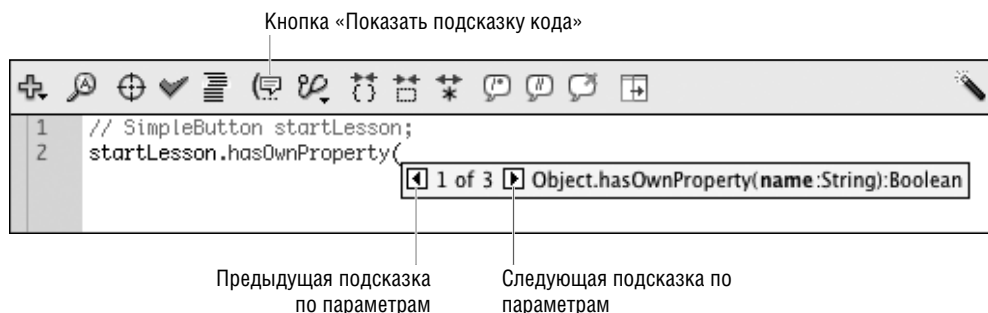 Кнопка «Показать подсказку кода»
1 // SimpleButton startLesson;
2 startLesson.hasOwnProperty(
1 of 3 Object.hasOwnProperty(name:String):Boolean
Предыдущая подсказка
по параметрам
Следующая подсказка по
параметрам